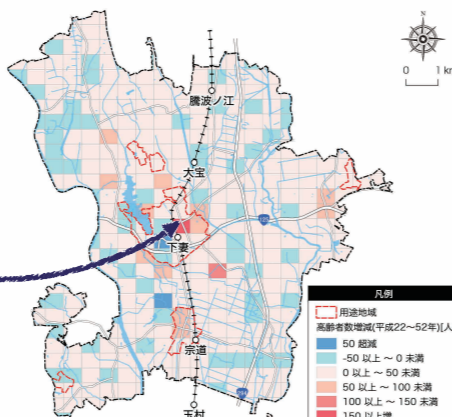 N
0 1 k
騰波ノ江
大宝
下妻
宗道
玉村
凡例
用途地域
高齢者数増減(平成22～52年)[人
50 超減
-50 以上 ～ 0 未満
0 以上 ～ 50 未満
50 以上 ～ 100 未満
100 以上 ～ 150 未満
150 以上増